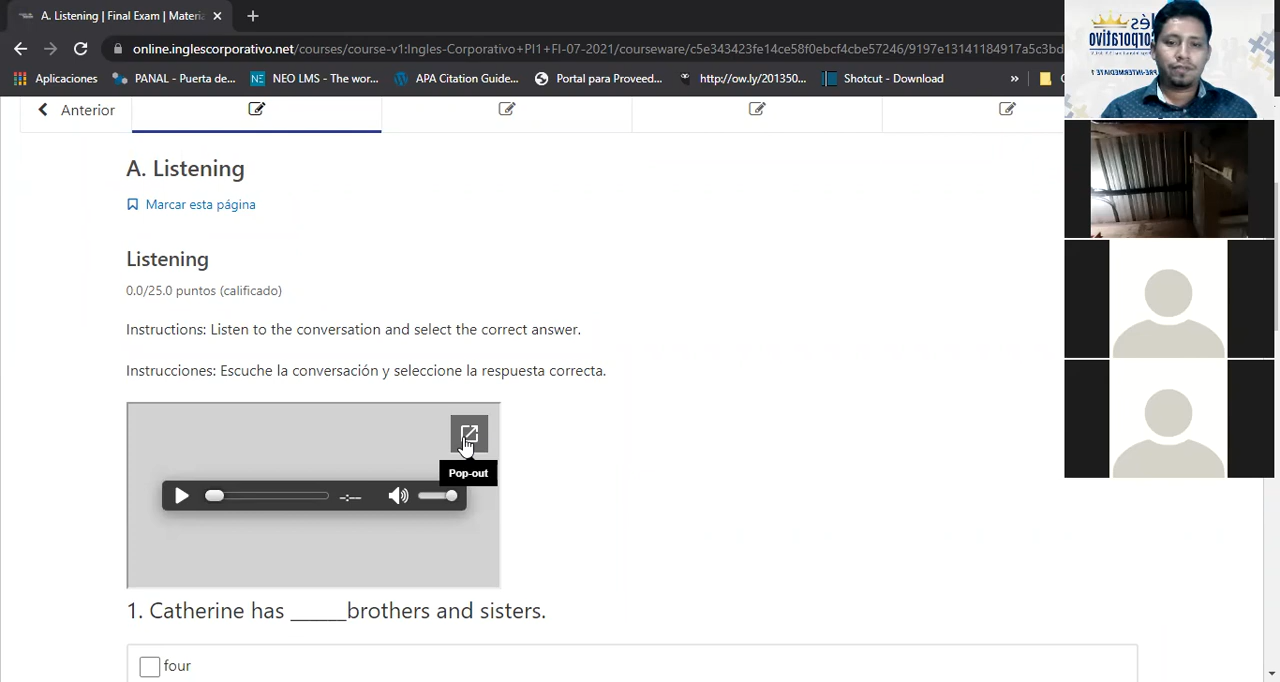 A. Listening | Final Exam | Materia
online.inglescorporativo.net/courses/course-v1:Ingles-Corporativo+PI1+FI-07-2021/courseware/c5e343423fe14ce58f0ebcf4cbe57246/9197e13141184917a5c3bd
Aplicaciones
PANAL - Puerta de...
NEO LMS - The wor...
APA Citation Guide...
Portal para Proveed...
http://ow.ly/201350...
Shotcut - Download
»
Anterior
A. Listening
Marcar esta página
Listening
0.0/25.0 puntos (calificado)
Instructions: Listen to the conversation and select the correct answer.
Instrucciones: Escuche la conversación y seleccione la respuesta correcta.
Pop-out
-:--
1. Catherine has ______brothers and sisters.
four